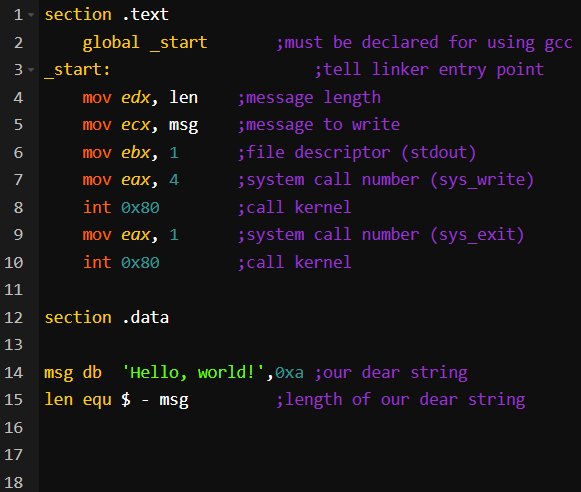 1 section .text
2     global _start       ;must be declared for using gcc
3 _start:                     ;tell linker entry point
4     mov edx, len    ;message length
5     mov ecx, msg    ;message to write
6     mov ebx, 1      ;file descriptor (stdout)
7     mov eax, 4      ;system call number (sys_write)
8     int 0x80        ;call kernel
9     mov eax, 1      ;system call number (sys_exit)
10     int 0x80        ;call kernel
11
12 section .data
13
14 msg db  'Hello, world!',0xa ;our dear string
15 len equ $ - msg         ;length of our dear string
16
17
18